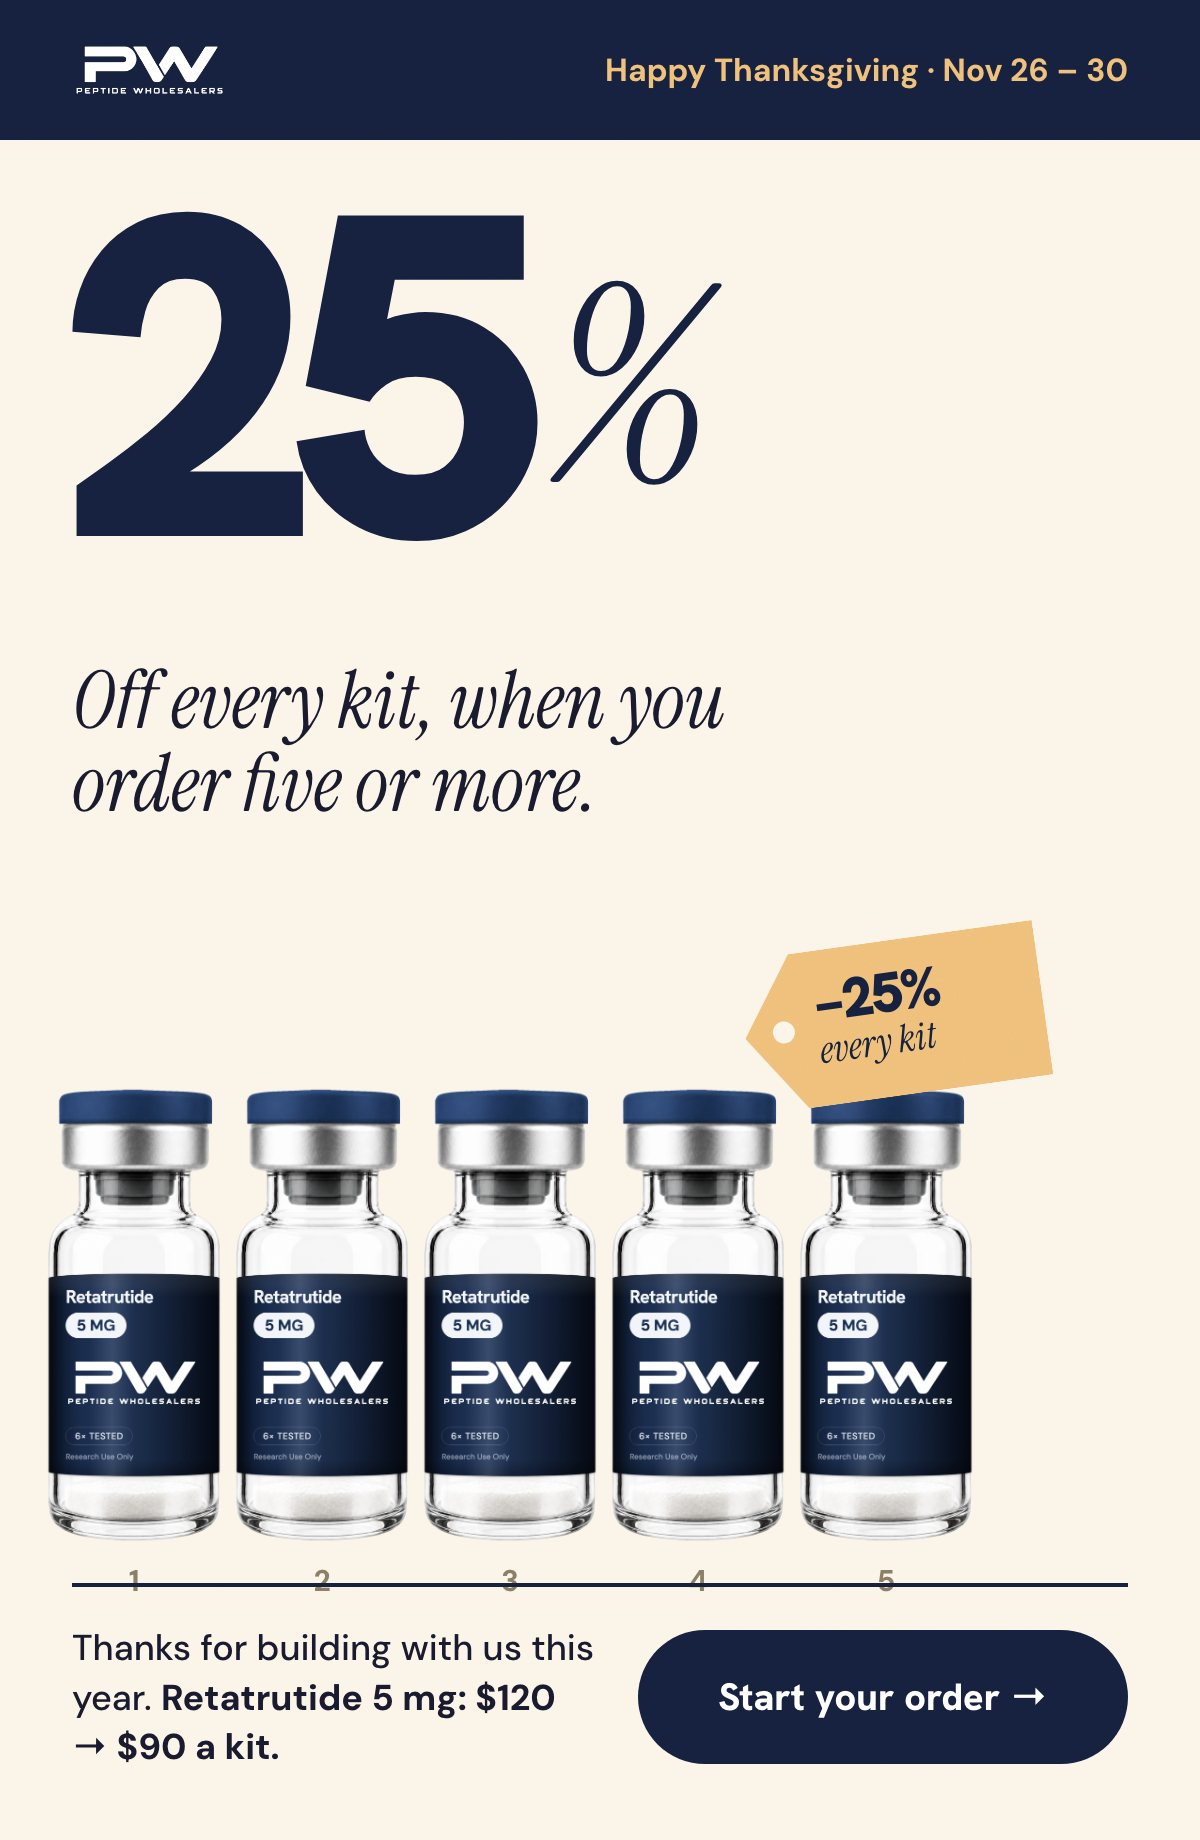 PW
PEPTIDE WHOLESALERS
Happy Thanksgiving · Nov 26 – 30
25%
Off every kit, when you
order five or more.
–25%
every kit
Retatrutide
5 MG
PW
PEPTIDE WHOLESALERS
6× TESTED
Research Use Only
Retatrutide
5 MG
PW
PEPTIDE WHOLESALERS
6× TESTED
Research Use Only
Retatrutide
5 MG
PW
PEPTIDE WHOLESALERS
6× TESTED
Research Use Only
Retatrutide
5 MG
PW
PEPTIDE WHOLESALERS
6× TESTED
Research Use Only
Retatrutide
5 MG
PW
PEPTIDE WHOLESALERS
6× TESTED
Research Use Only
1 2 3 4 5
Thanks for building with us this
year. Retatrutide 5 mg: $120
→ $90 a kit.
Start your order →